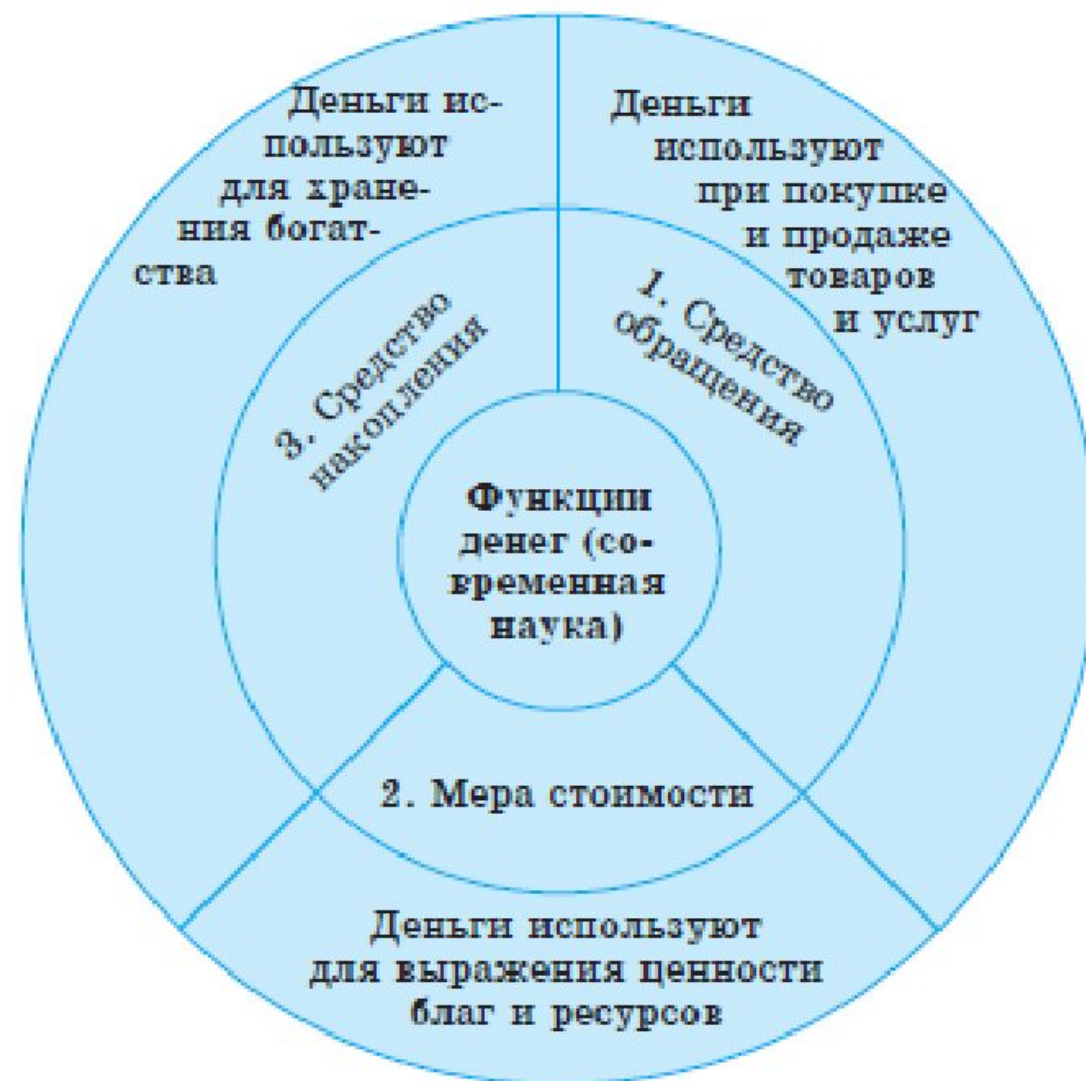 Деньги ис-
пользуют
для хране-
ния богат-
ства
Деньги
используют
при покупке
и продаже
товаров
и услуг
3. Средство
накопления
1. Средство
обращения
Функции
денег (со-
временная
наука)
2. Мера стоимости
Деньги используют
для выражения ценности
благ и ресурсов